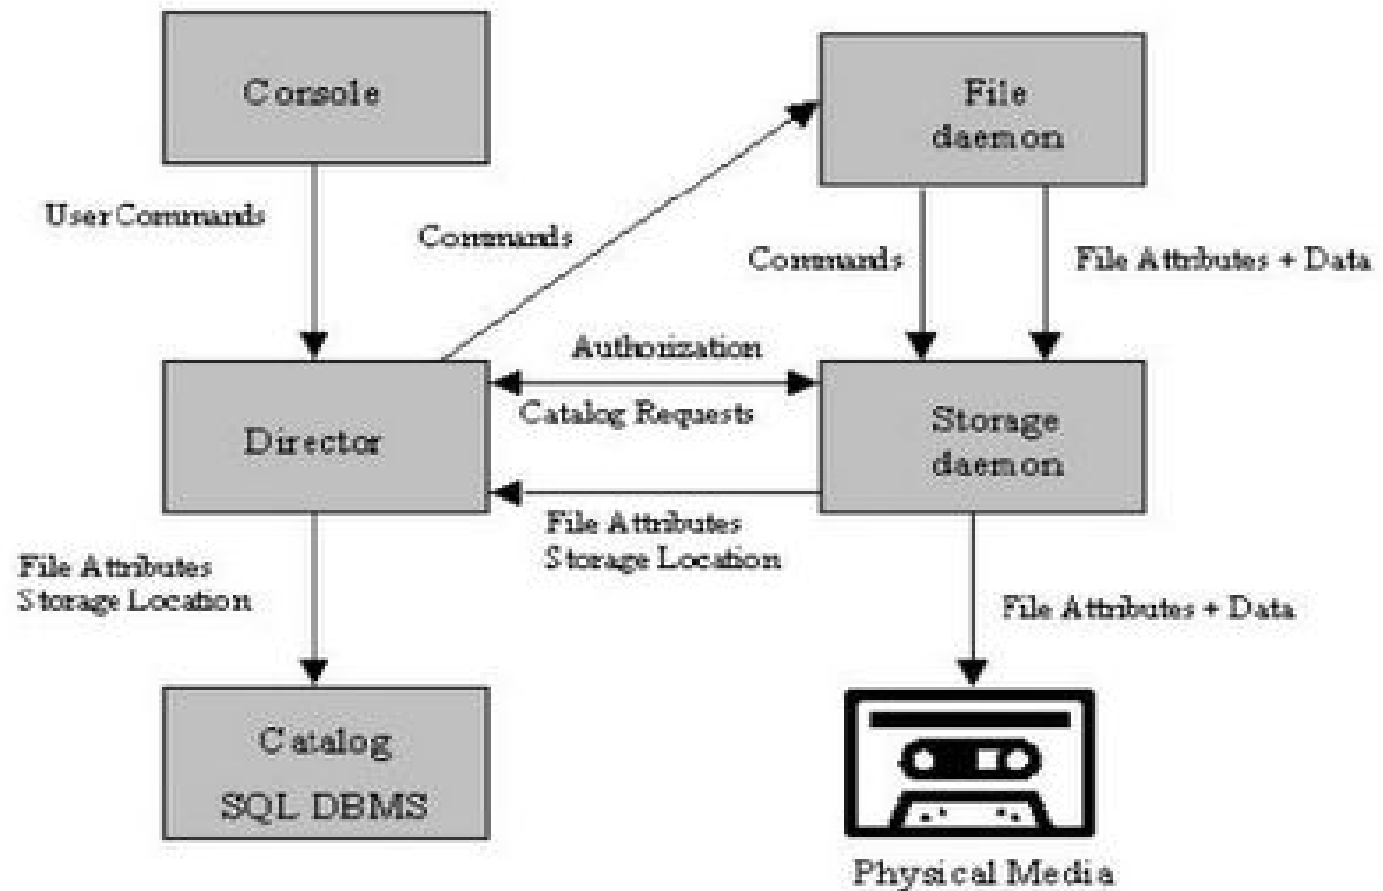 Console
File
daemon
User Commands
Commands
Commands
File Attributes + Data
Authorization
Catalog Requests
Director
Storage
daemon
File Attributes
Storage Location
File Attributes
Storage Location
File Attributes + Data
Catalog
SQL DBMS
Physical Media